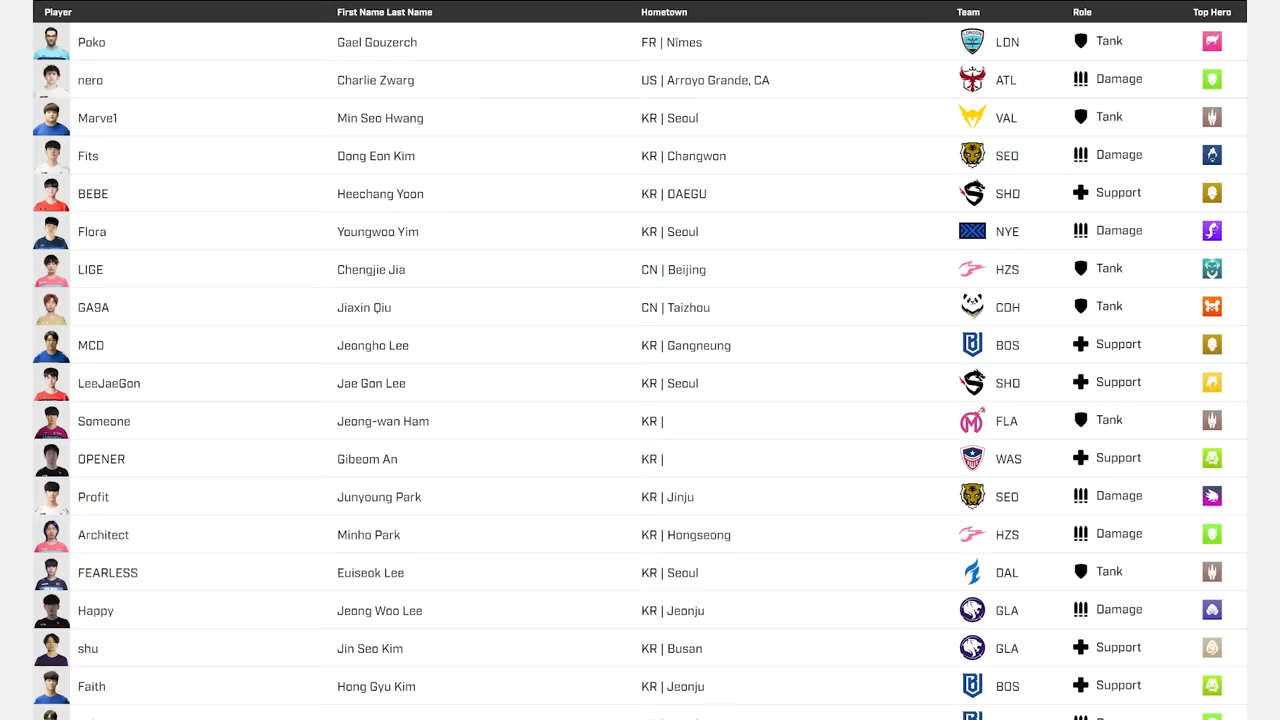 Player First Name Last Name Hometown Team Role Top Hero
Poko Gael Gouzerch FR | Nîmes LDN Tank
nero Charlie Zwarg US | Arroyo Grande, CA ATL Damage
Marve1 Min Seo Hwang KR | Seoul VAL Tank
Fits Dong Eon Kim KR | Changwon SEO Damage
BEBE Heechang Yoon KR | DAEGU SHD Support
Flora Youngwoo Yim KR | Seoul NYE Damage
LIGE Chengjie Jia CN | Beijing HZS Tank
GA9A Jiaxin Qiu CN | Taizhou CDH Tank
MCD Jeongho Lee KR | Gangneung BOS Support
LeeJaeGon Jae Gon Lee KR | Seoul SHD Support
Someone Jeong-wan Ham KR | FLA Tank
OPENER Gibeom An KR | WAS Support
Profit Junyoung Park KR | Jinju SEO Damage
Architect Minho Park KR | Hongseong HZS Damage
FEARLESS Euiseok Lee KR | Seoul DAL Tank
Happy Jeong Woo Lee KR | Jeonju GLA Damage
shu Jin Seo Kim KR | Busan GLA Support
Faith Hong Gyu Kim KR | Jeonju BOS Support